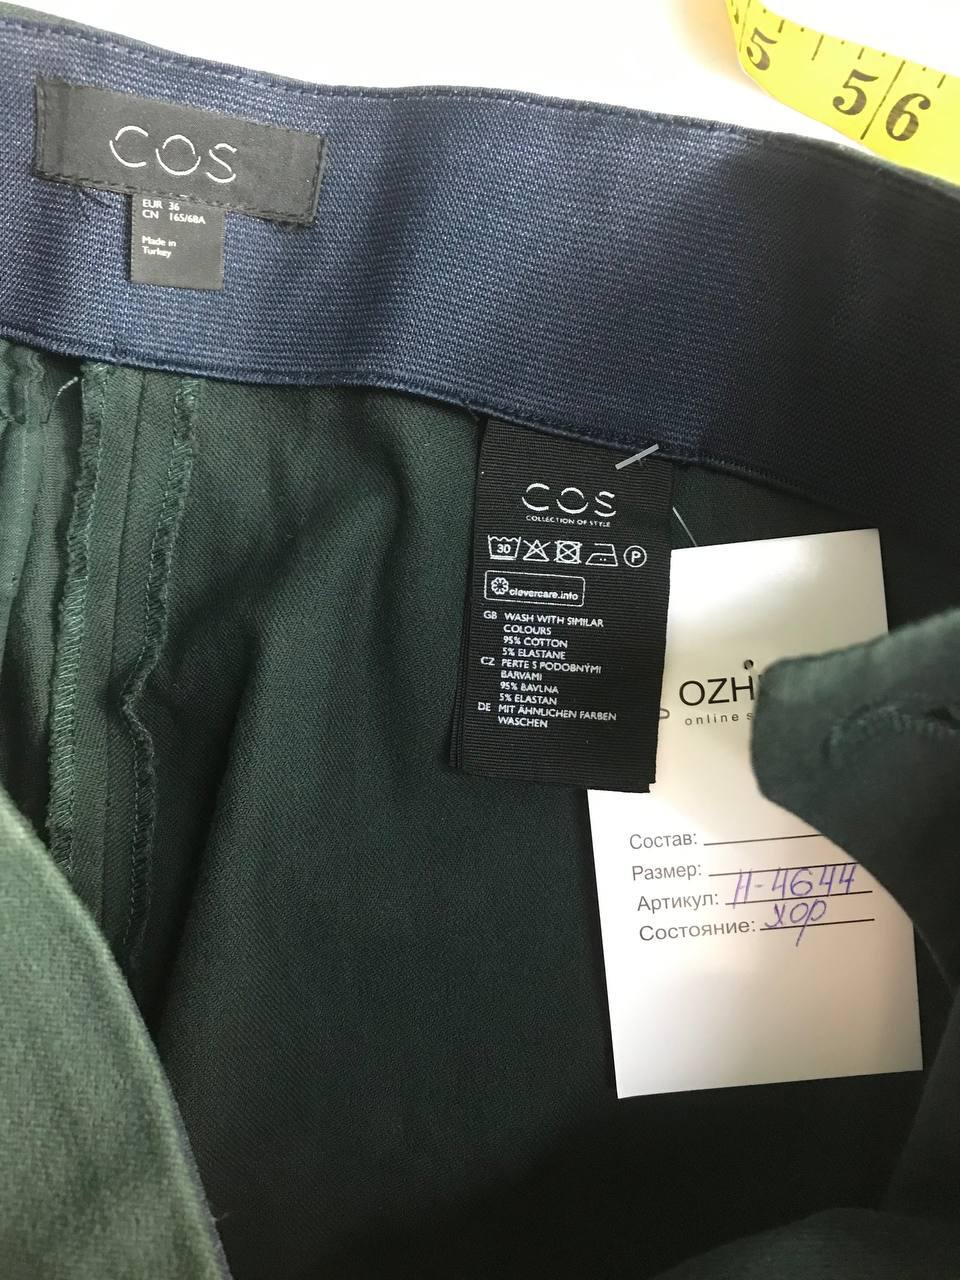 5
5/6
COS
EUR 36
CN 165/68A
Made in
Turkey
COS
COLLECTION OF STYLE
30 P
clevercare.info
GB WASH WITH SIMILAR
COLOURS
95% COTTON
5% ELASTANE
CZ PERTE S PODOBNÝMI
BARVAMI
95% BAVLNA
5% ELASTAN
DE MIT ÄHNLICHEN FARBEN
WASCHEN
OZH
online s
Состав:
Размер:
Артикул: Н-4644
Состояние: хор